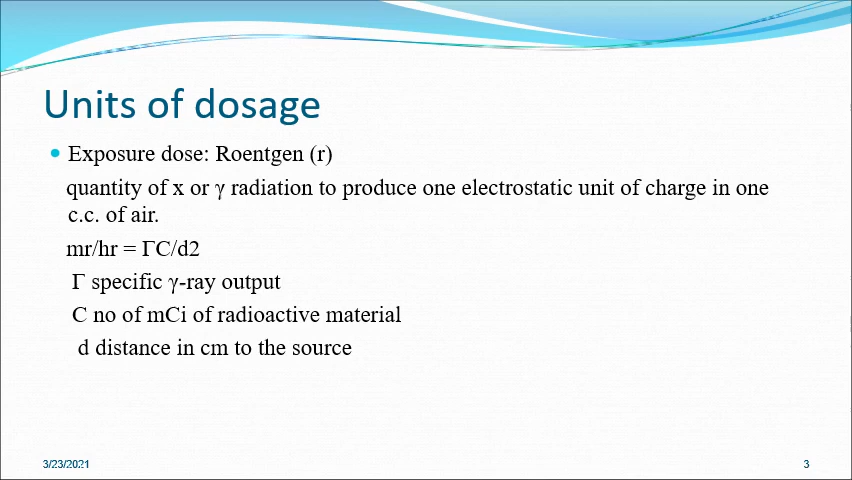 Units of dosage
Exposure dose: Roentgen (r)
quantity of x or γ radiation to produce one electrostatic unit of charge in one
c.c. of air.
mr/hr = ΓC/d2
Γ specific γ-ray output
C no of mCi of radioactive material
d distance in cm to the source
3/23/2021
3